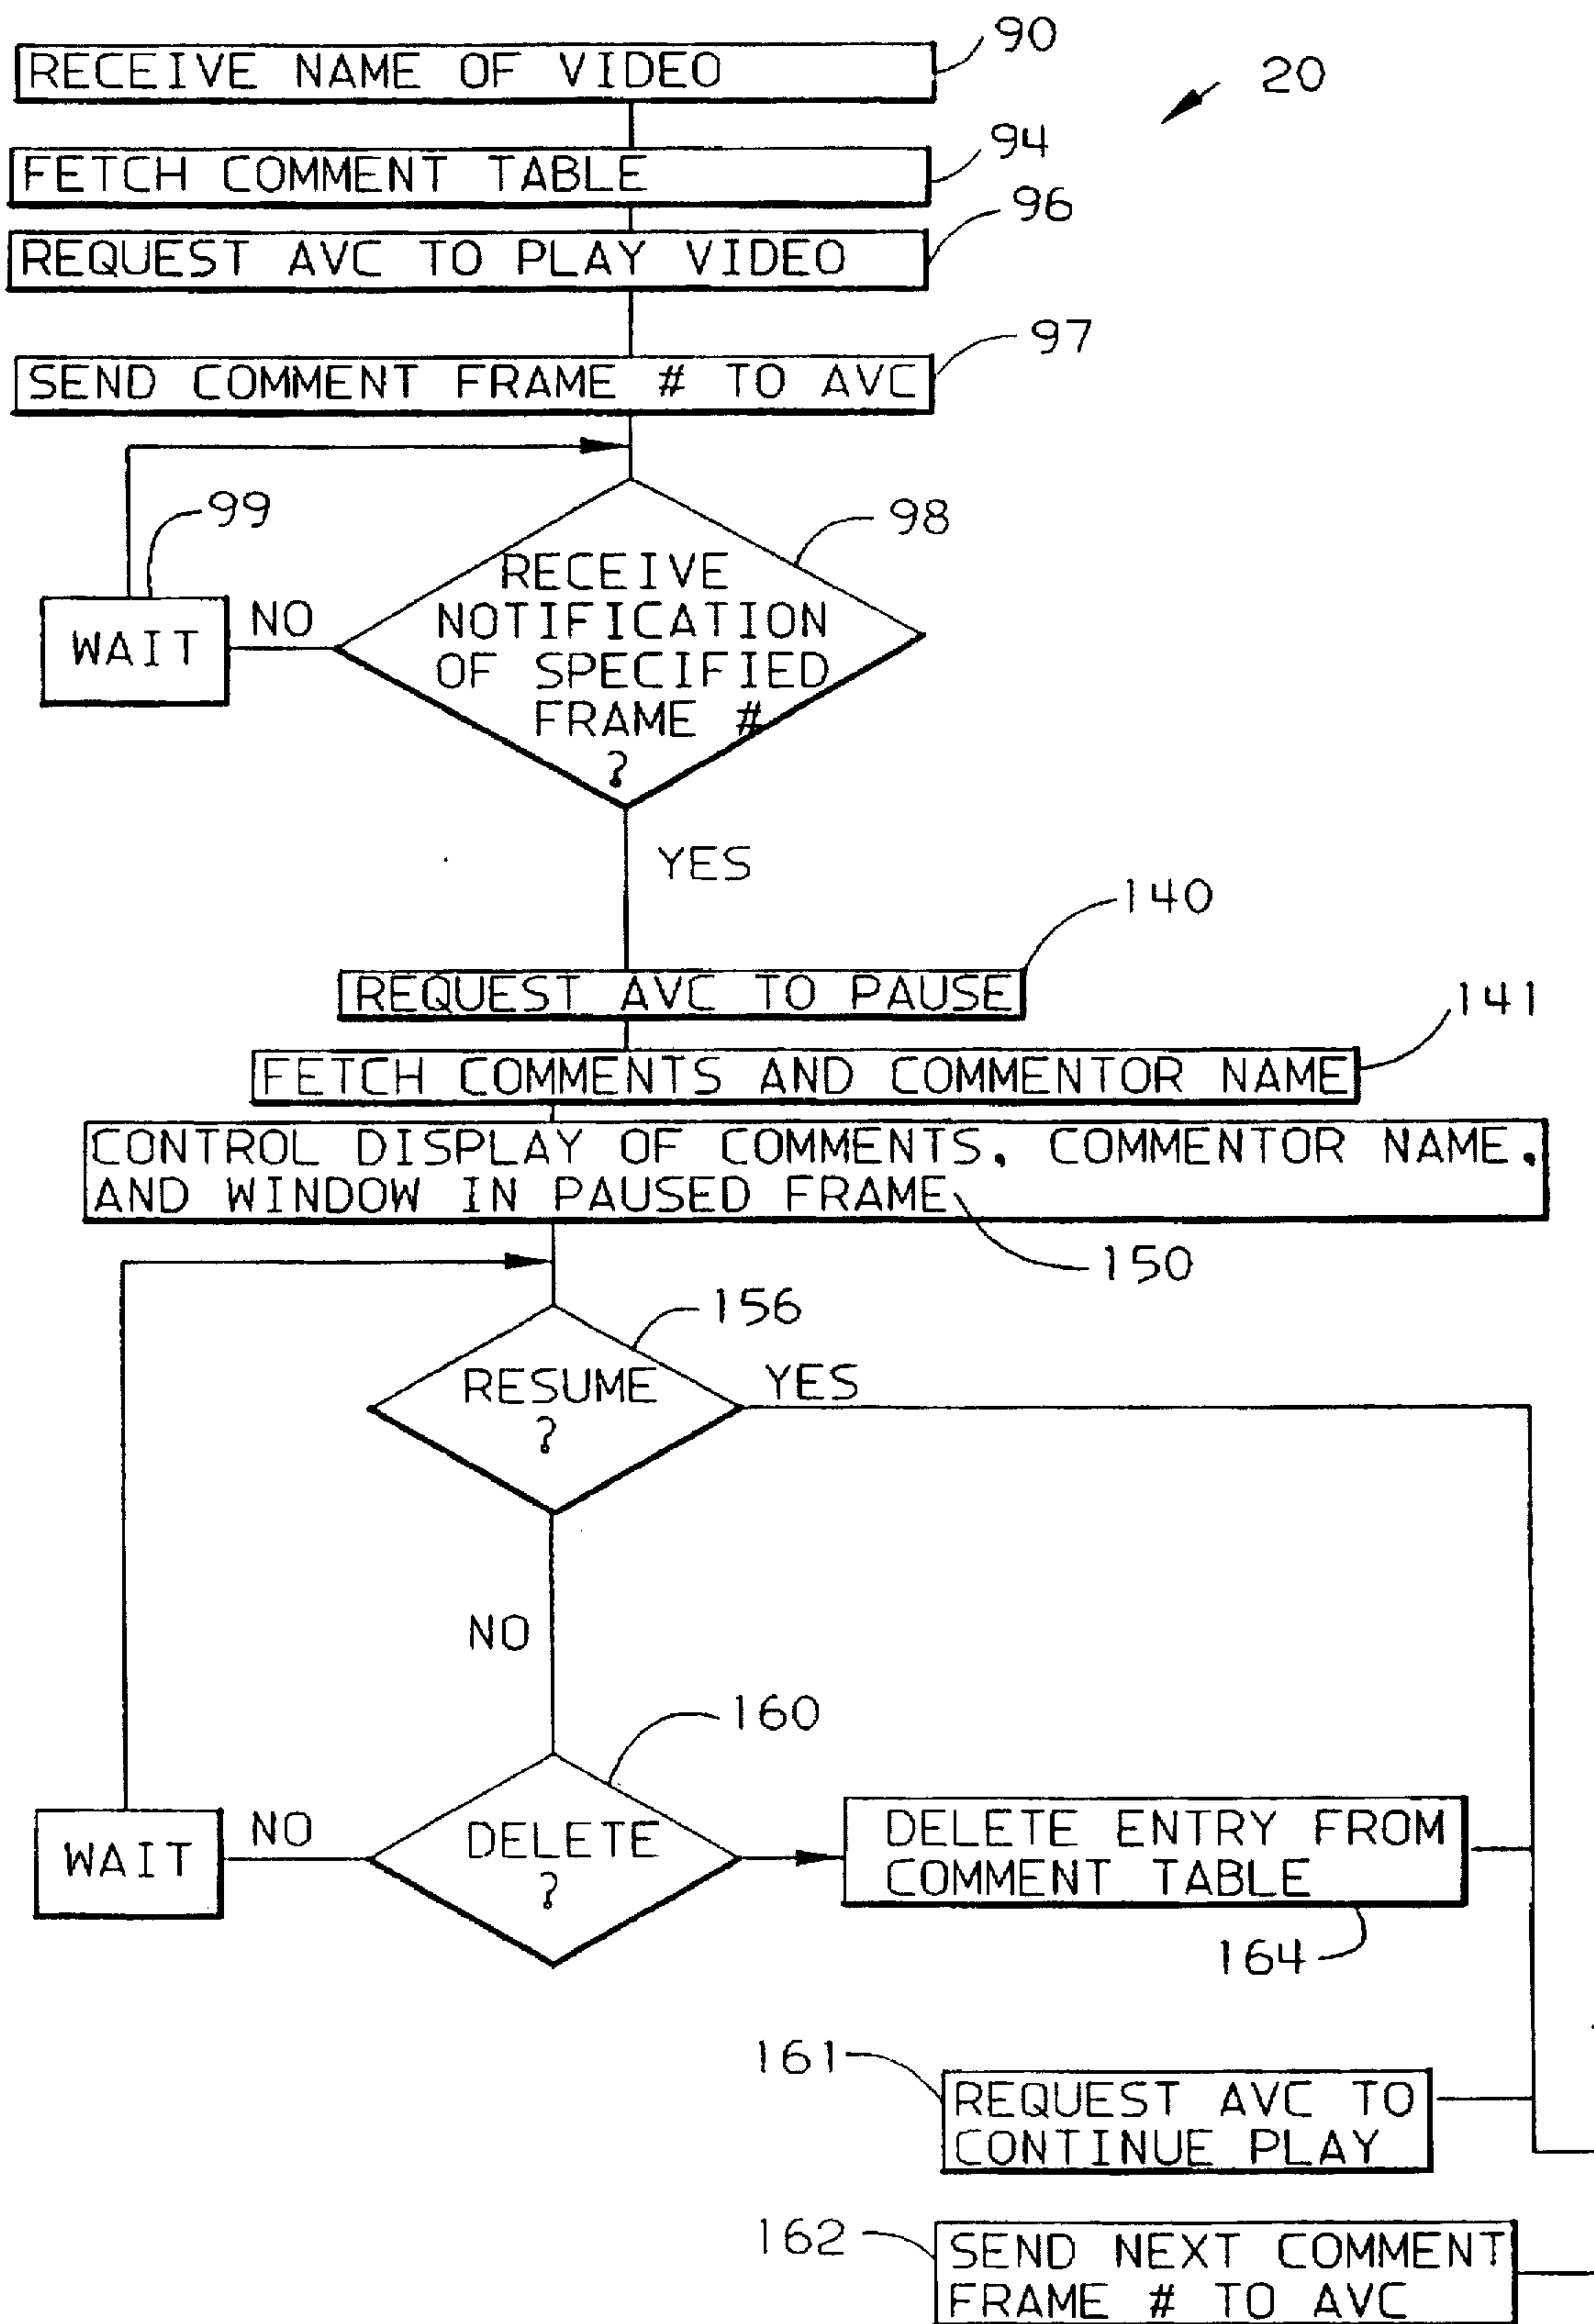 90
RECEIVE NAME OF VIDEO
20
94
FETCH COMMENT TABLE
96
REQUEST AVC TO PLAY VIDEO
97
SEND COMMENT FRAME # TO AVC
99
98
WAIT
NO
RECEIVE
NOTIFICATION
OF SPECIFIED
FRAME #
?
YES
140
REQUEST AVC TO PAUSE
141
FETCH COMMENTS AND COMMENTOR NAME
CONTROL DISPLAY OF COMMENTS, COMMENTOR NAME,
AND WINDOW IN PAUSED FRAME
150
156
RESUME
?
YES
NO
160
WAIT
NO
DELETE
?
DELETE ENTRY FROM
COMMENT TABLE
164
161
REQUEST AVC TO
CONTINUE PLAY
162
SEND NEXT COMMENT
FRAME # TO AVC